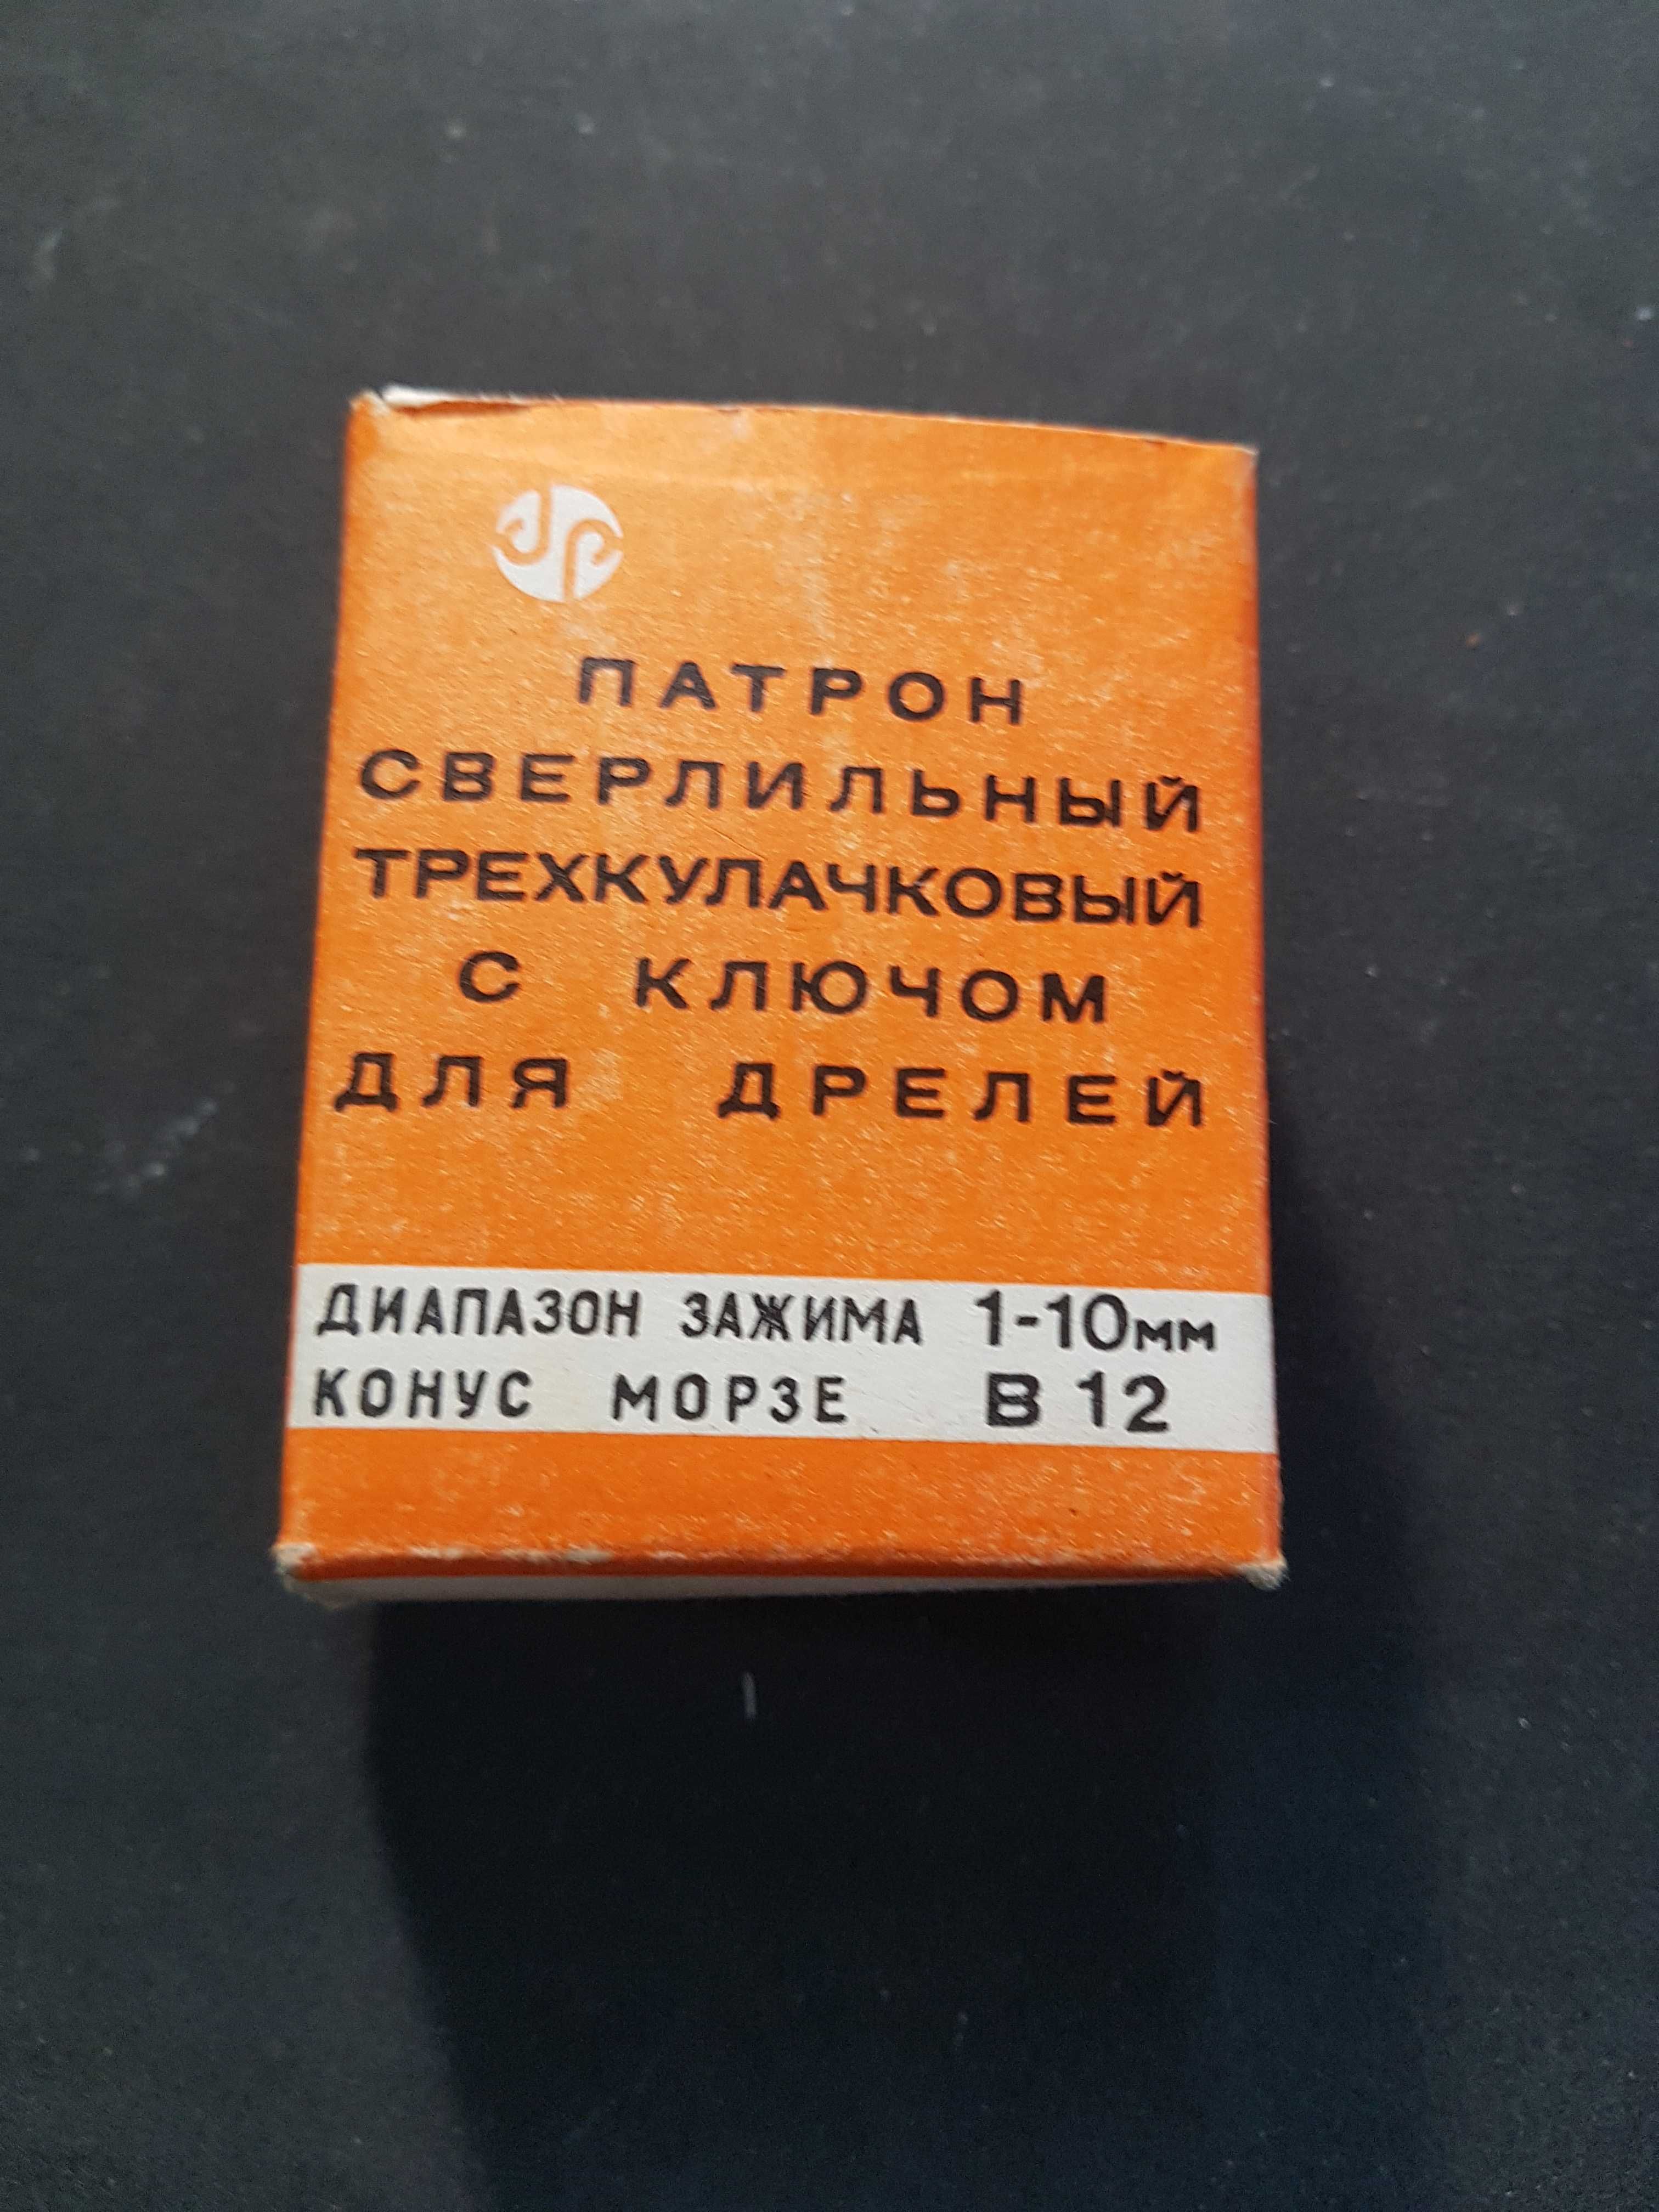 ПАТРОН
СВЕРЛИЛЬНЫЙ
ТРЕХКУЛАЧКОВЫЙ
С КЛЮЧОМ
ДЛЯ ДРЕЛЕЙ
ДИАПАЗОН ЗАЖИМА 1-10мм
КОНУС МОРЗЕ В 12